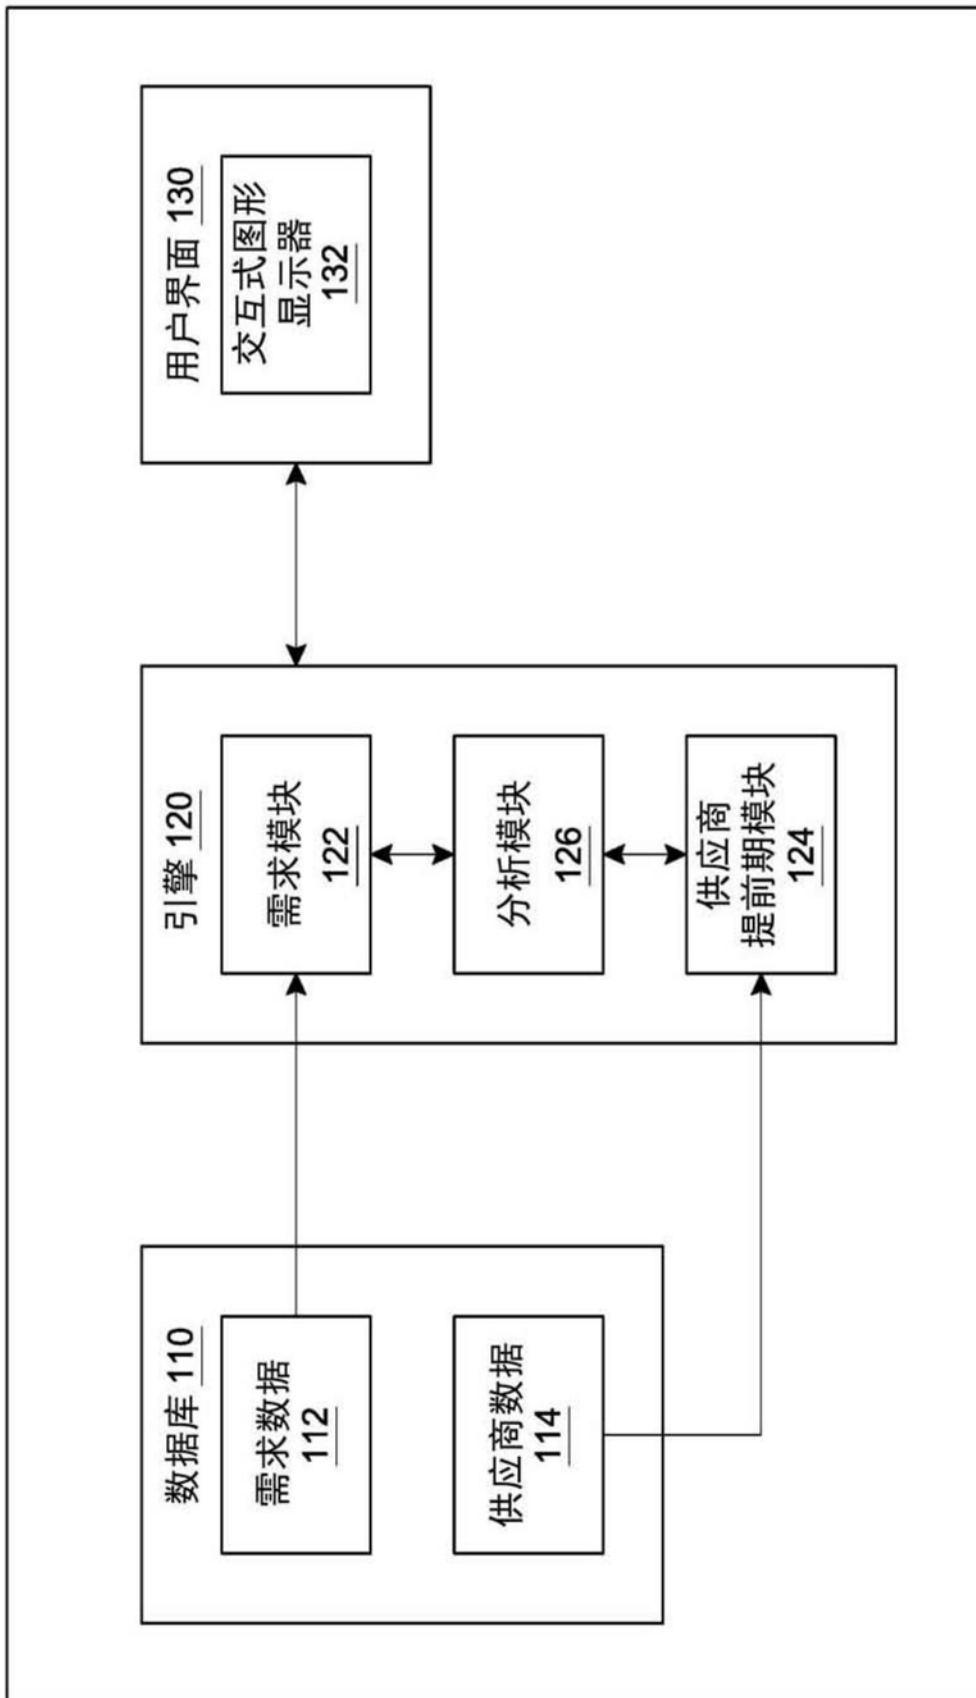 数据库 110
需求数据
112
供应商数据
114
引擎 120
需求模块
122
分析模块
126
供应商
提前期模块
124
用户界面 130
交互式图形
显示器
132